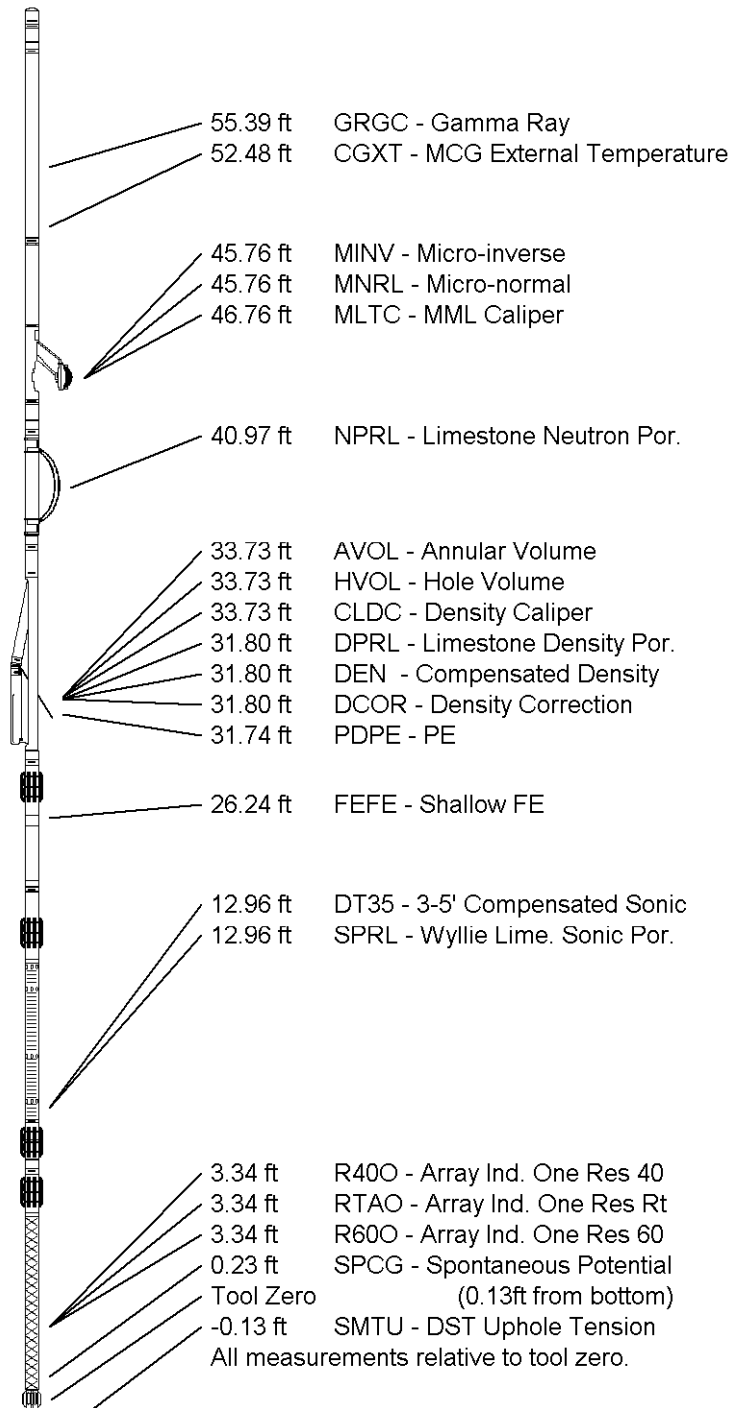 55.39 ft GRGC - Gamma Ray
52.48 ft CGXT - MCG External Temperature
45.76 ft MINV - Micro-inverse
45.76 ft MNRL - Micro-normal
46.76 ft MLTC - MML Caliper
40.97 ft NPRL - Limestone Neutron Por.
33.73 ft AVOL - Annular Volume
33.73 ft HVOL - Hole Volume
33.73 ft CLDC - Density Caliper
31.80 ft DPRL - Limestone Density Por.
31.80 ft DEN - Compensated Density
31.80 ft DCOR - Density Correction
31.74 ft PDPE - PE
26.24 ft FEFE - Shallow FE
12.96 ft DT35 - 3-5' Compensated Sonic
12.96 ft SPRL - Wyllie Lime. Sonic Por.
3.34 ft R40O - Array Ind. One Res 40
3.34 ft RTAO - Array Ind. One Res Rt
3.34 ft R60O - Array Ind. One Res 60
0.23 ft SPCG - Spontaneous Potential
Tool Zero (0.13ft from bottom)
-0.13 ft SMTU - DST Uphole Tension
All measurements relative to tool zero.